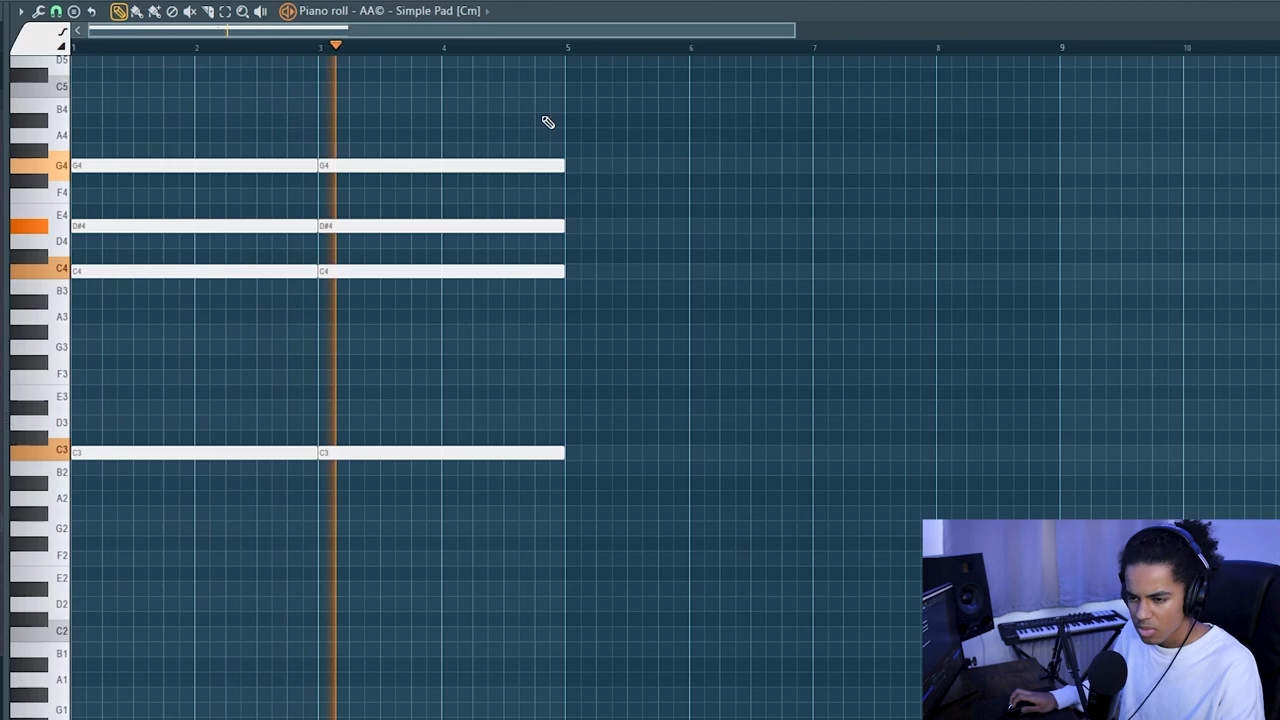 Piano roll - AA© - Simple Pad [Cm]
1 2 3 4 5 6 7 8 9 10
D5
C5
B4
A4
G4 G4 G4
F4
E4
D#4 D#4
D4
C4 C4 C4
B3
A3
G3
F3
E3
D3
C3 C3 C3
B2
A2
G2
F2
E2
D2
C2
B1
A1
G1